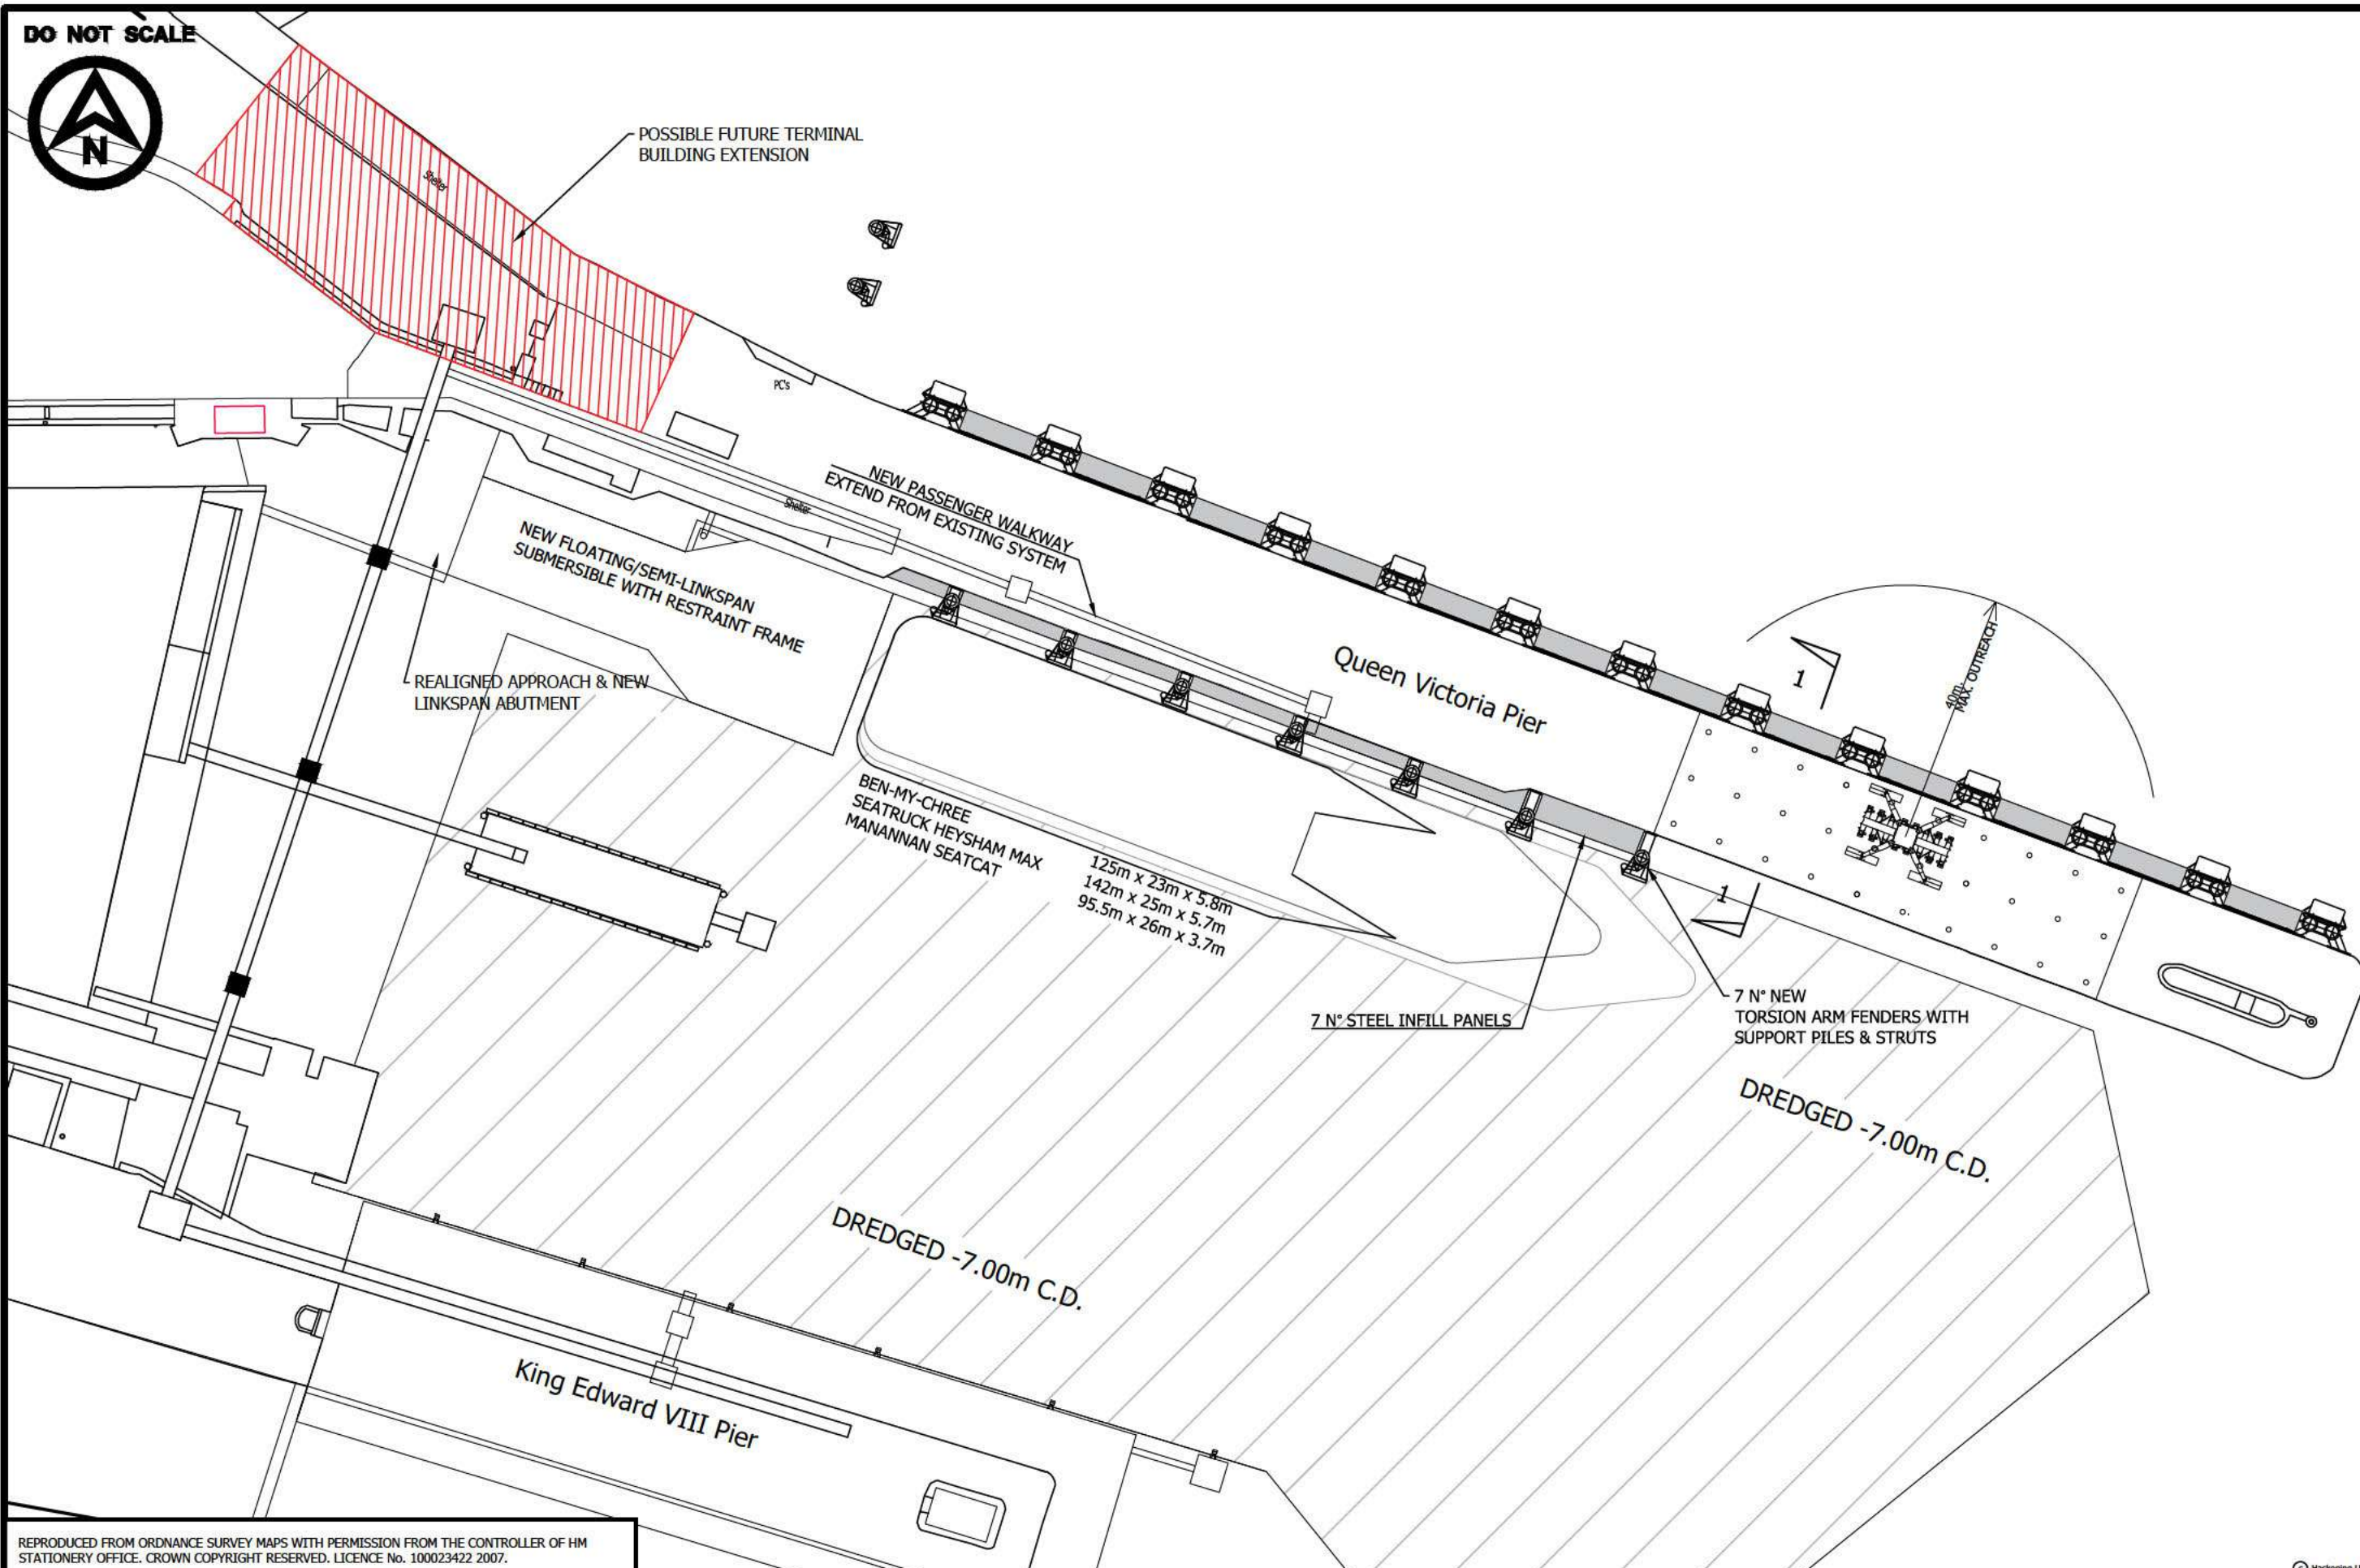 DO NOT SCALE
N
POSSIBLE FUTURE TERMINAL
BUILDING EXTENSION
Shelter
PC's
NEW PASSENGER WALKWAY
EXTEND FROM EXISTING SYSTEM
Shelter
NEW FLOATING/SEMI-LINKSPAN
SUBMERSIBLE WITH RESTRAINT FRAME
REALIGNED APPROACH & NEW
LINKSPAN ABUTMENT
Queen Victoria Pier
1
40m.
MAX. OUTREACH
BEN-MY-CHREE
SEATRUCK HEYSHAM MAX
MANANNAN SEATCAT
125m x 23m x 5.8m
142m x 25m x 5.7m
95.5m x 26m x 3.7m
1
7 N° STEEL INFILL PANELS
7 N° NEW
TORSION ARM FENDERS WITH
SUPPORT PILES & STRUTS
DREDGED -7.00m C.D.
DREDGED -7.00m C.D.
King Edward VIII Pier
REPRODUCED FROM ORDNANCE SURVEY MAPS WITH PERMISSION FROM THE CONTROLLER OF HM
STATIONERY OFFICE. CROWN COPYRIGHT RESERVED. LICENCE No. 100023422 2007.